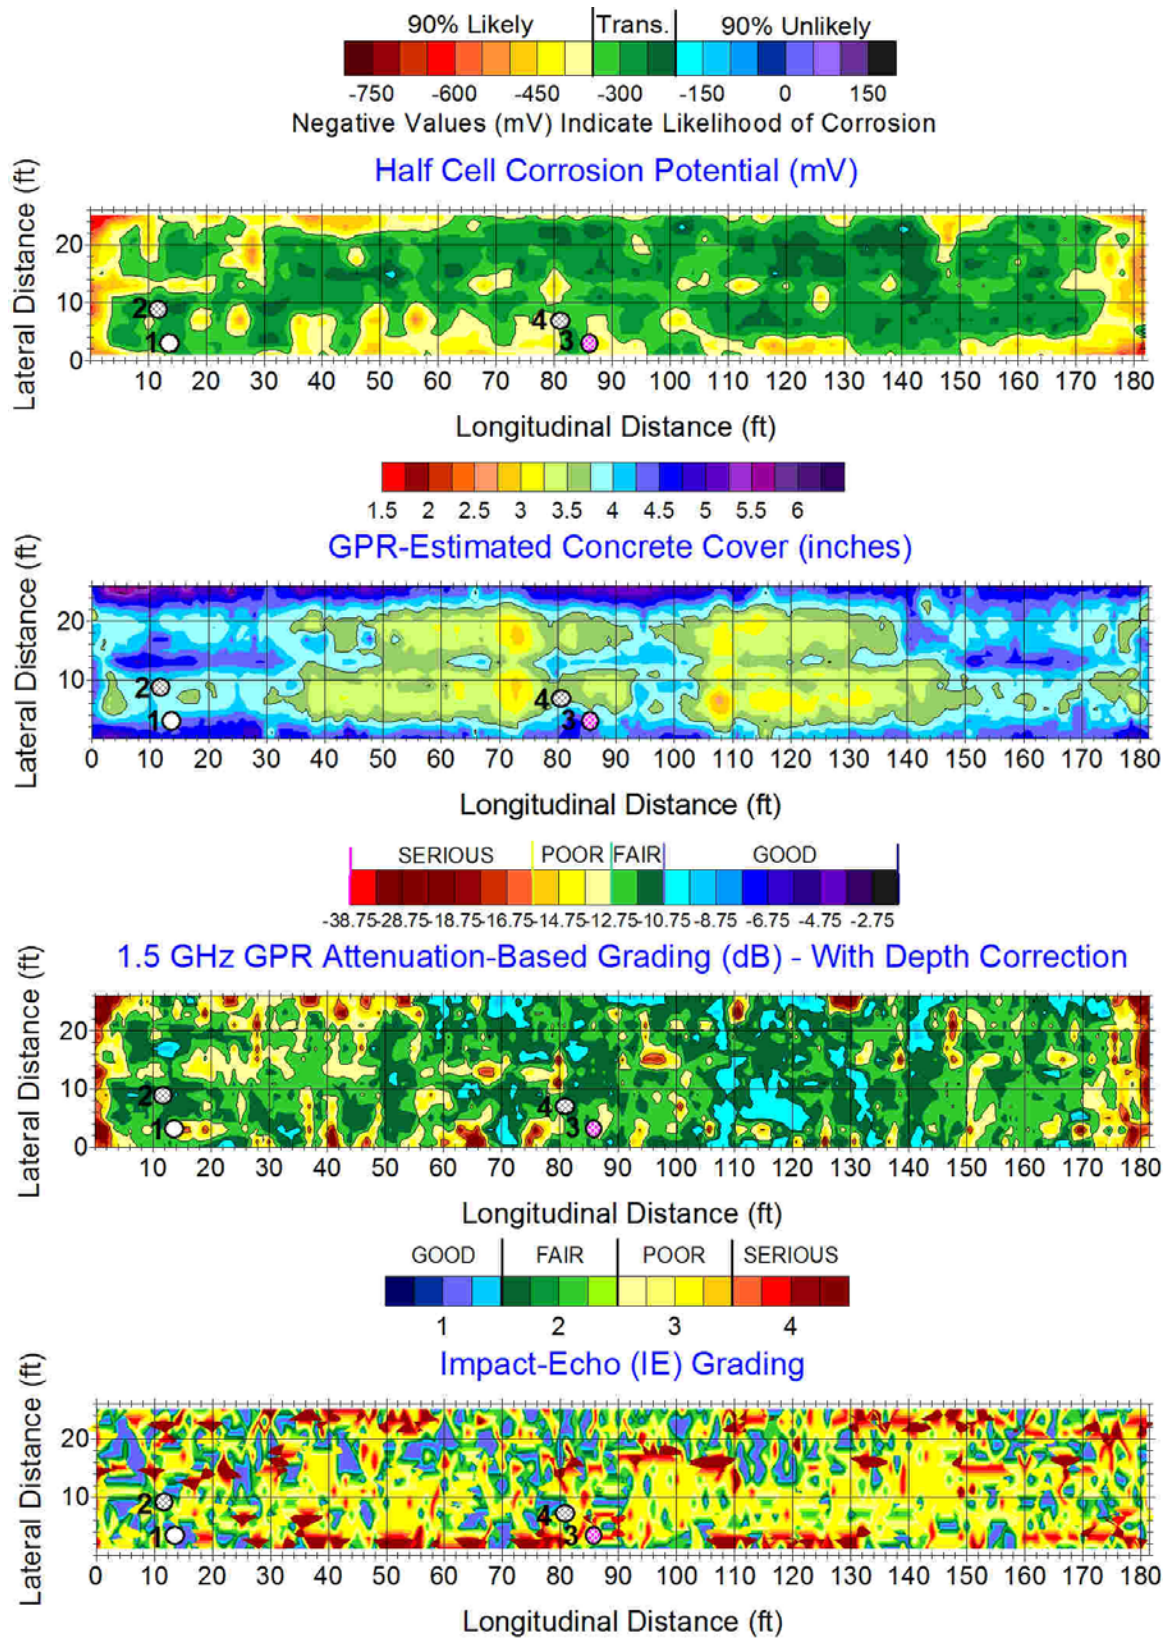 90% Likely Trans. 90% Unlikely
-750 -600 -450 -300 -150 0 150
Negative Values (mV) Indicate Likelihood of Corrosion
Half Cell Corrosion Potential (mV)
Lateral Distance (ft)
20
10
0
2
1
4
3
0 10 20 30 40 50 60 70 80 90 100 110 120 130 140 150 160 170 180
Longitudinal Distance (ft)
1.5 2 2.5 3 3.5 4 4.5 5 5.5 6
GPR-Estimated Concrete Cover (inches)
Lateral Distance (ft)
20
10
0
2
1
4
3
0 10 20 30 40 50 60 70 80 90 100 110 120 130 140 150 160 170 180
Longitudinal Distance (ft)
SERIOUS POOR FAIR GOOD
-38.75 -28.75 -18.75 -16.75 -14.75 -12.75 -10.75 -8.75 -6.75 -4.75 -2.75
1.5 GHz GPR Attenuation-Based Grading (dB) - With Depth Correction
Lateral Distance (ft)
20
10
0
2
1
4
3
0 10 20 30 40 50 60 70 80 90 100 110 120 130 140 150 160 170 180
Longitudinal Distance (ft)
GOOD FAIR POOR SERIOUS
1 2 3 4
Impact-Echo (IE) Grading
Lateral Distance (ft)
20
10
0
2
1
4
3
0 10 20 30 40 50 60 70 80 90 100 110 120 130 140 150 160 170 180
Longitudinal Distance (ft)